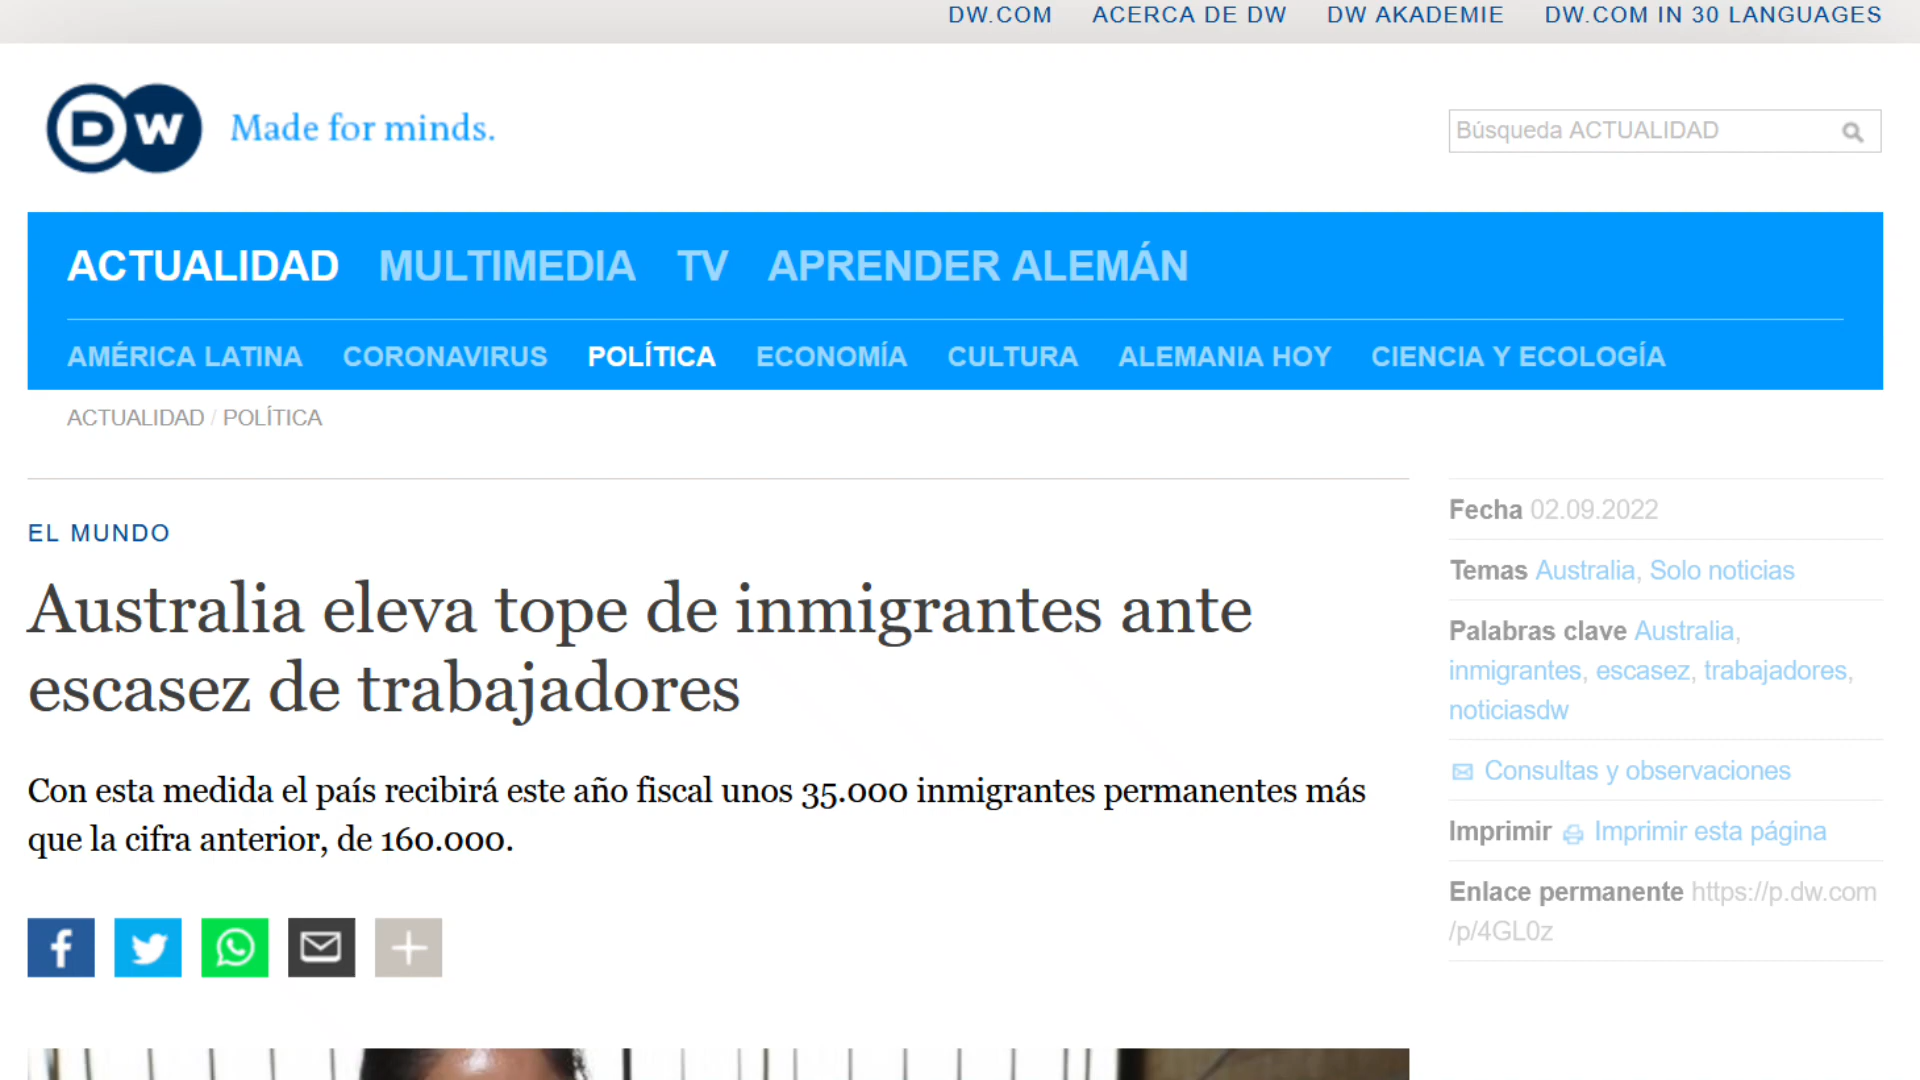 DW.COM ACERCA DE DW DW AKADEMIE DW.COM IN 30 LANGUAGES
DW Made for minds.
Búsqueda ACTUALIDAD
ACTUALIDAD MULTIMEDIA TV APRENDER ALEMÁN
AMÉRICA LATINA CORONAVIRUS POLÍTICA ECONOMÍA CULTURA ALEMANIA HOY CIENCIA Y ECOLOGÍA
ACTUALIDAD / POLÍTICA
EL MUNDO
Australia eleva tope de inmigrantes ante
escasez de trabajadores
Con esta medida el país recibirá este año fiscal unos 35.000 inmigrantes permanentes más
que la cifra anterior, de 160.000.
Fecha 02.09.2022
Temas Australia, Solo noticias
Palabras clave Australia,
inmigrantes, escasez, trabajadores,
noticiasdw
Consultas y observaciones
Imprimir Imprimir esta página
Enlace permanente https://p.dw.com
/p/4GL0z